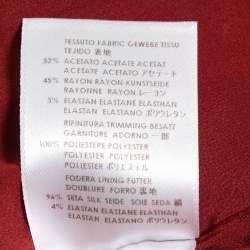 TESSUTO FABRIC GEWEBE TISSU
TEJIDO 表地
52% ACETATO ACETATE ACETAT
ACETATE ACETATO アセテート
45% RAYON RAYON KUNSTSEIDE
RAYONNE RAYON レーヨン
3% ELASTAN ELASTANE ELASTHAN
ELASTAN ELASTANO ポリウレタン
RIFINITURA TRIMMING BESATZ
GARNITURE ADORNO 一部
100% POLIESTERE POLYESTER
POLYESTER POLYESTER
POLIESTER ポリエステル
FODERA LINING FUTTER
DOUBLURE FORRO 裏地
96% SETA SILK SEIDE SOIE SEDA 絹
4% ELASTAN ELASTANE ELASTHAN
ELASTAN ELASTANO ポリウレタン